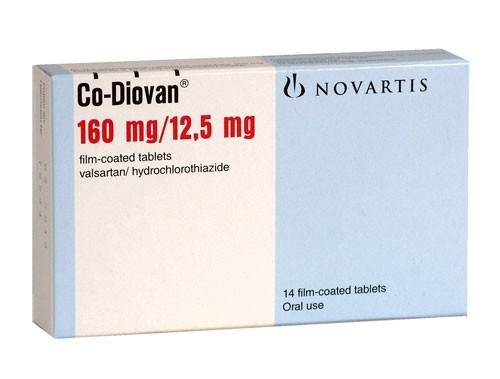 Co-Diovan®
160 mg/12,5 mg
film-coated tablets
valsartan/ hydrochlorothiazide
NOVARTIS
14 film-coated tablets
Oral use